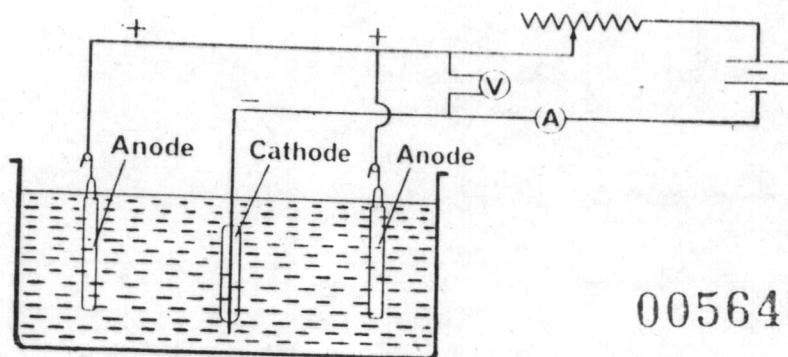 + +
V
− A
Anode Cathode Anode
00564